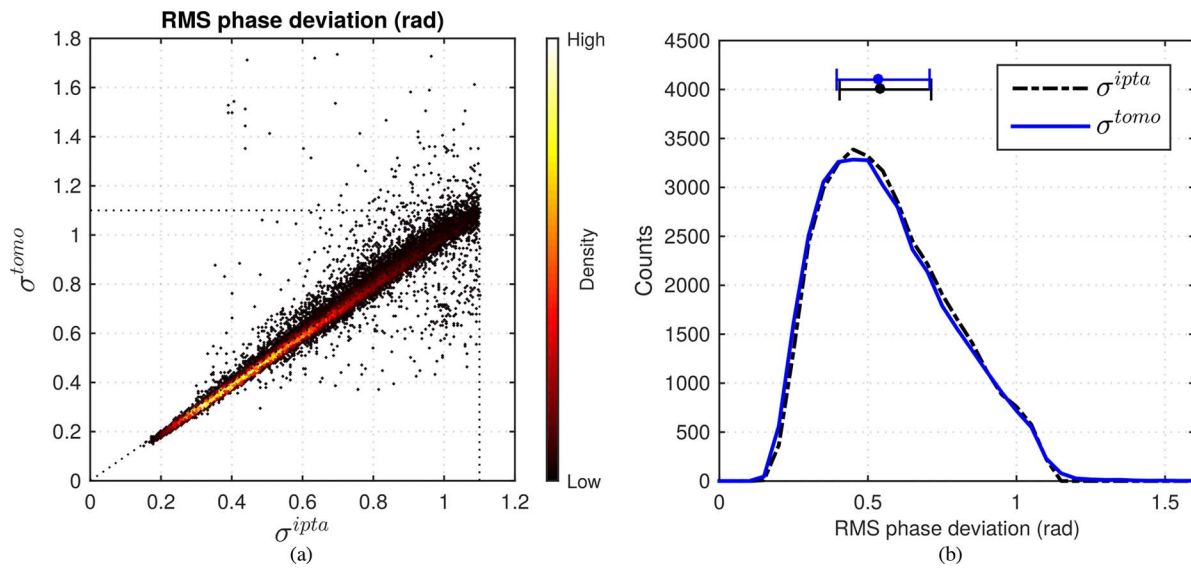 RMS phase deviation (rad)
1.8
1.6
1.4
1.2
1
0.8
0.6
0.4
0.2
0
0 0.2 0.4 0.6 0.8 1 1.2
σ^tomo
σ^ipta
High
Density
Low
(a)
4500
4000
3500
3000
2500
2000
1500
1000
500
0
0 0.5 1 1.5
Counts
RMS phase deviation (rad)
σ^ipta
σ^tomo
(b)